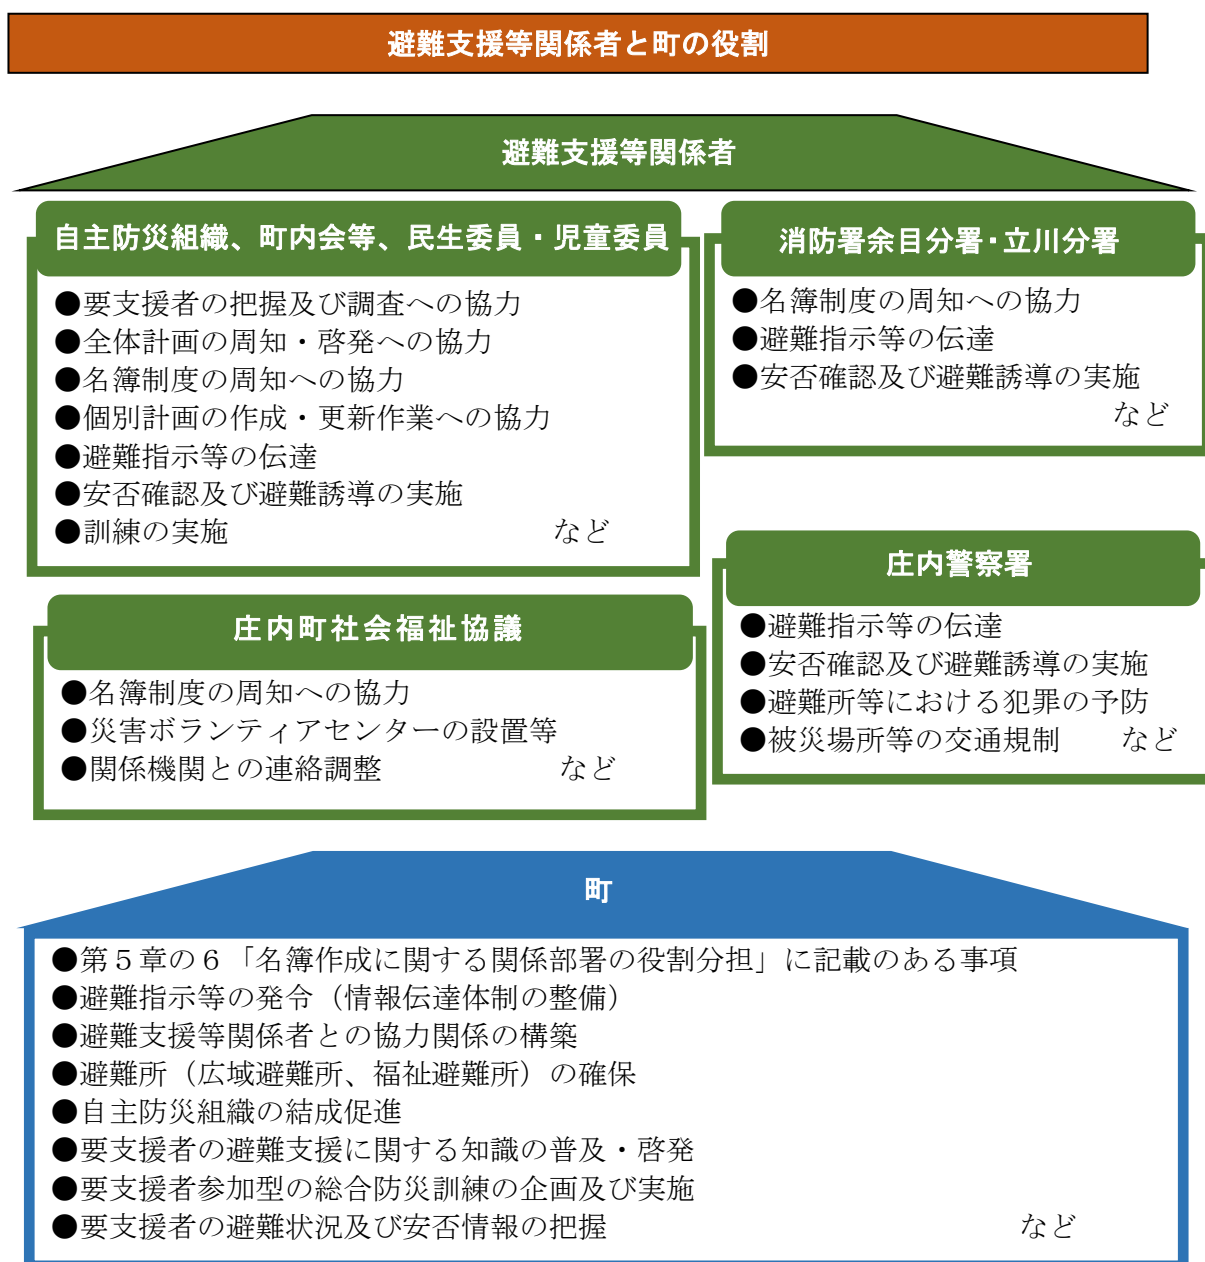 避難支援等関係者と町の役割
避難支援等関係者
自主防災組織、町内会等、民生委員・児童委員
●要支援者の把握及び調査への協力
●全体計画の周知・啓発への協力
●名簿制度の周知への協力
●個別計画の作成・更新作業への協力
●避難指示等の伝達
●安否確認及び避難誘導の実施
●訓練の実施 など
消防署余目分署・立川分署
●名簿制度の周知への協力
●避難指示等の伝達
●安否確認及び避難誘導の実施
など
庄内町社会福祉協議
●名簿制度の周知への協力
●災害ボランティアセンターの設置等
●関係機関との連絡調整 など
庄内警察署
●避難指示等の伝達
●安否確認及び避難誘導の実施
●避難所等における犯罪の予防
●被災場所等の交通規制 など
町
●第５章の６「名簿作成に関する関係部署の役割分担」に記載のある事項
●避難指示等の発令（情報伝達体制の整備）
●避難支援等関係者との協力関係の構築
●避難所（広域避難所、福祉避難所）の確保
●自主防災組織の結成促進
●要支援者の避難支援に関する知識の普及・啓発
●要支援者参加型の総合防災訓練の企画及び実施
●要支援者の避難状況及び安否情報の把握 など